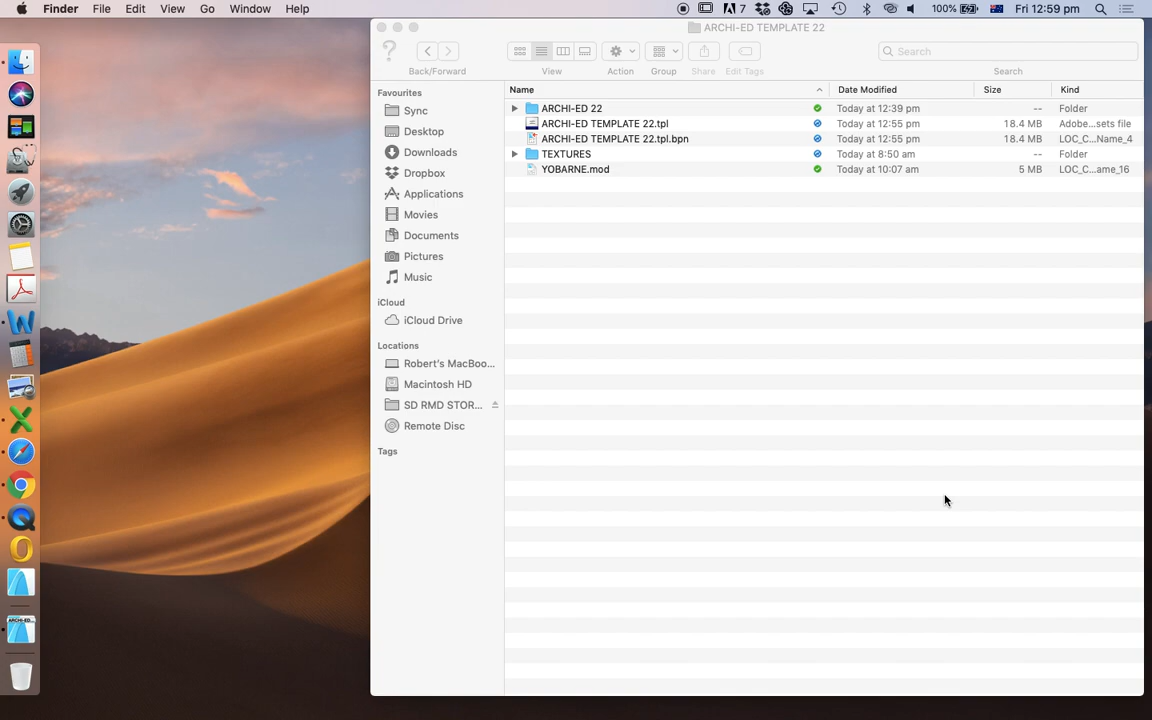 Finder File Edit View Go Window Help 7 100% Fri 12:59 pm
ARCHI-ED TEMPLATE 22
Search
Back/Forward View Action Group Share Edit Tags Search
Favourites
Sync
Desktop
Downloads
Dropbox
Applications
Movies
Documents
Pictures
Music
iCloud
iCloud Drive
Locations
Robert's MacBoo...
Macintosh HD
SD RMD STOR...
Remote Disc
Tags
Name Date Modified Size Kind
ARCHI-ED 22 Today at 12:39 pm -- Folder
ARCHI-ED TEMPLATE 22.tpl Today at 12:55 pm 18.4 MB Adobe...sets file
ARCHI-ED TEMPLATE 22.tpl.bpn Today at 12:55 pm 18.4 MB LOC_C...Name_4
TEXTURES Today at 8:50 am -- Folder
YOBARNE.mod Today at 10:07 am 5 MB LOC_C...ame_16
ARCHI-ED...